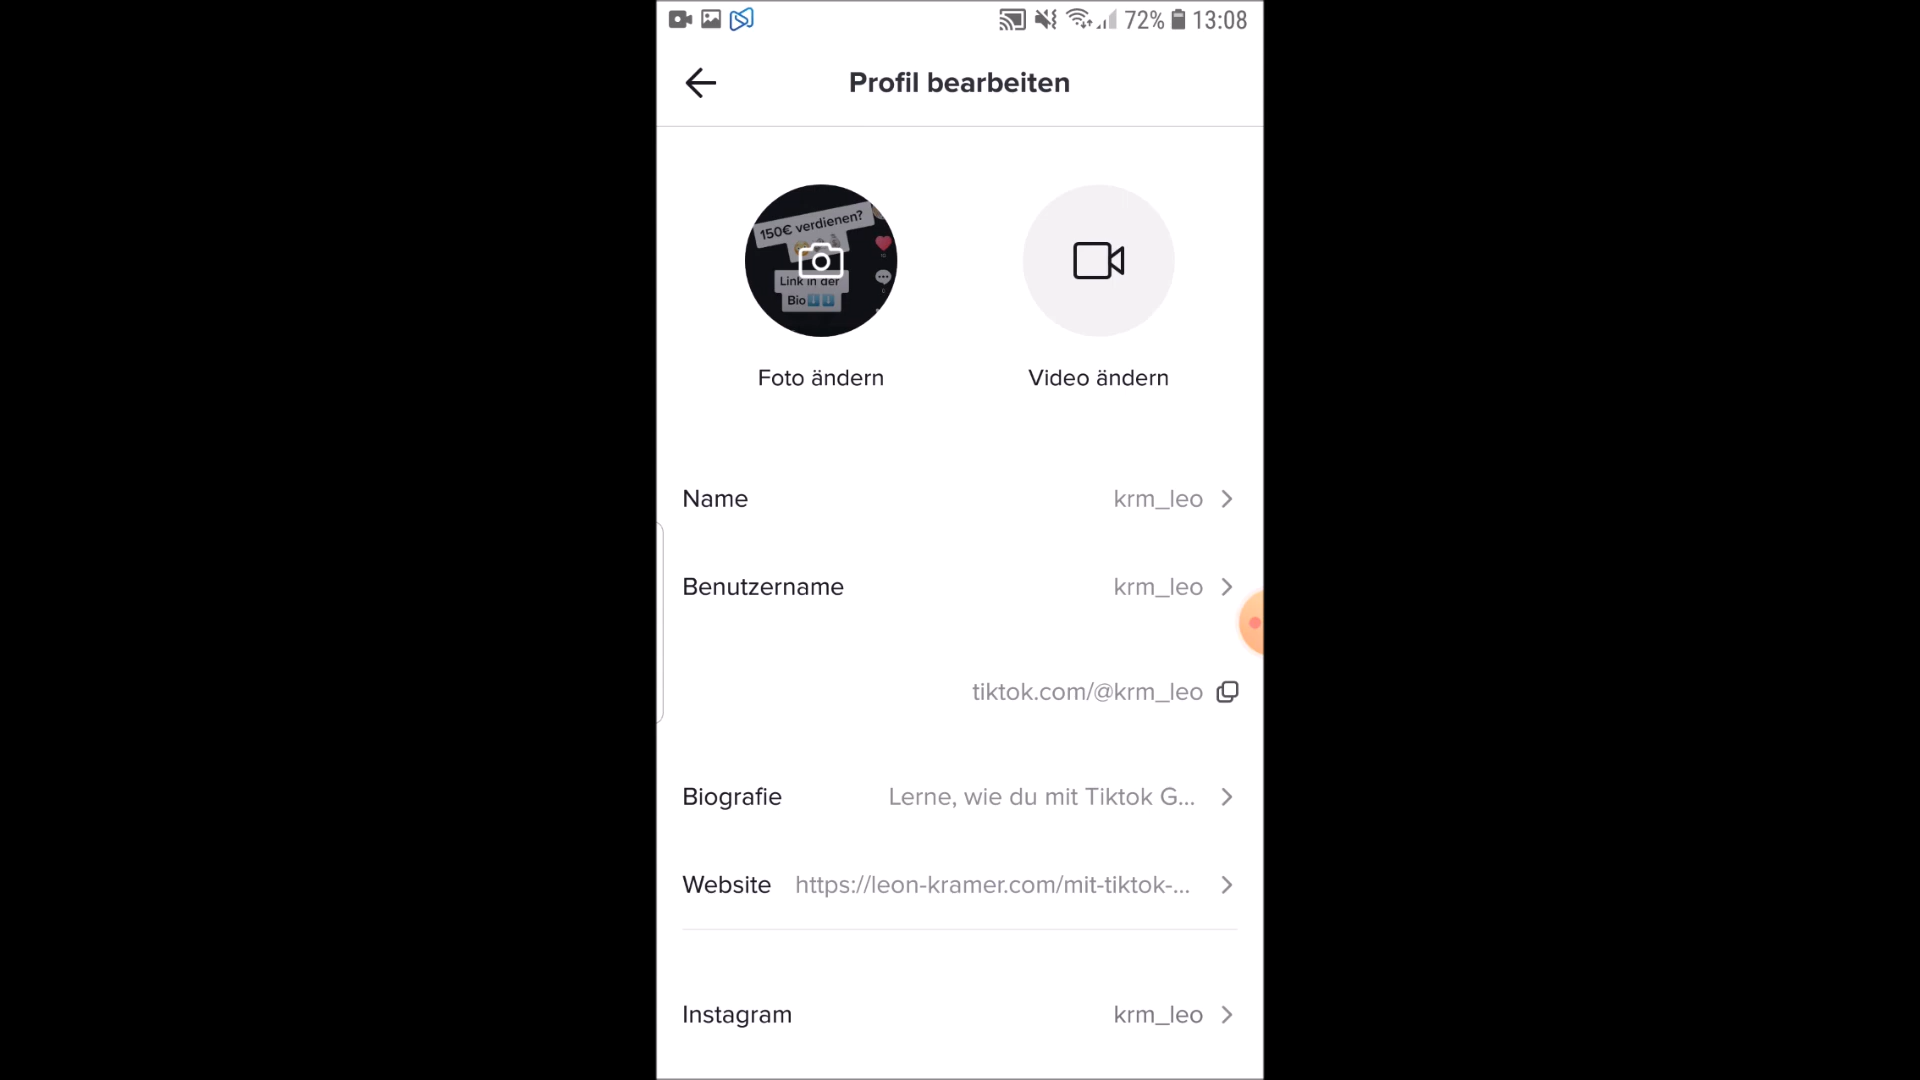 72% 13:08
Profil bearbeiten
150€ verdienen?
Link in der
Bio
Foto ändern
Video ändern
Name krm_leo
Benutzername krm_leo
tiktok.com/@krm_leo
Biografie Lerne, wie du mit Tiktok G...
Website https://leon-kramer.com/mit-tiktok-...
Instagram krm_leo